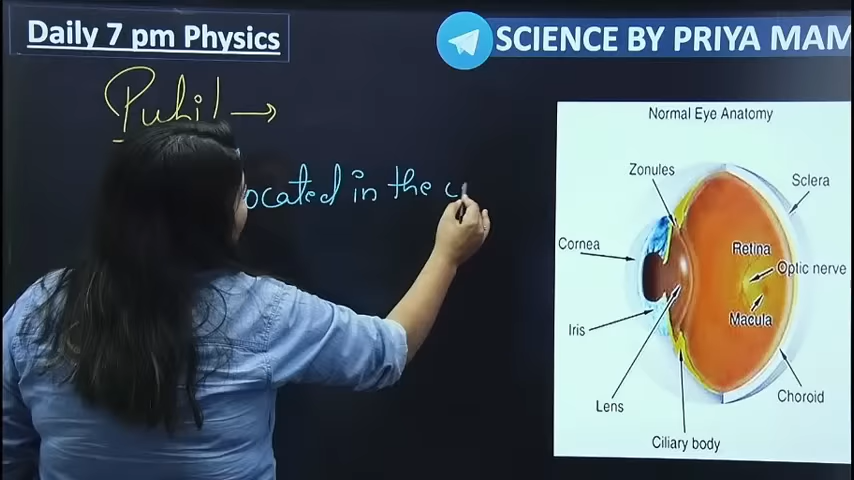 Daily 7 pm Physics
SCIENCE BY PRIYA MAM
Pupil →
ocated in the c
Normal Eye Anatomy
Zonules
Sclera
Cornea
Retina
Optic nerve
Macula
Iris
Lens
Choroid
Ciliary body